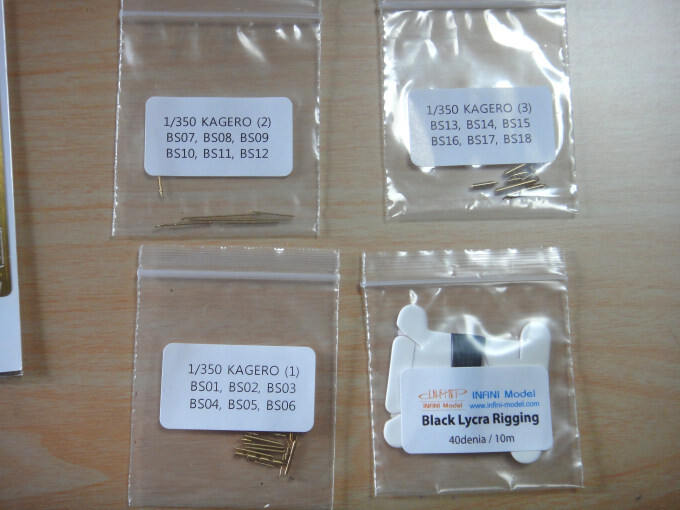 1/350 KAGERO (2)
BS07, BS08, BS09
BS10, BS11, BS12
1/350 KAGERO (3)
BS13, BS14, BS15
BS16, BS17, BS18
1/350 KAGERO (1)
BS01, BS02, BS03
BS04, BS05, BS06
INFINI Model
INFINI Model
www.infini-model.com
Black Lycra Rigging
40denia / 10m